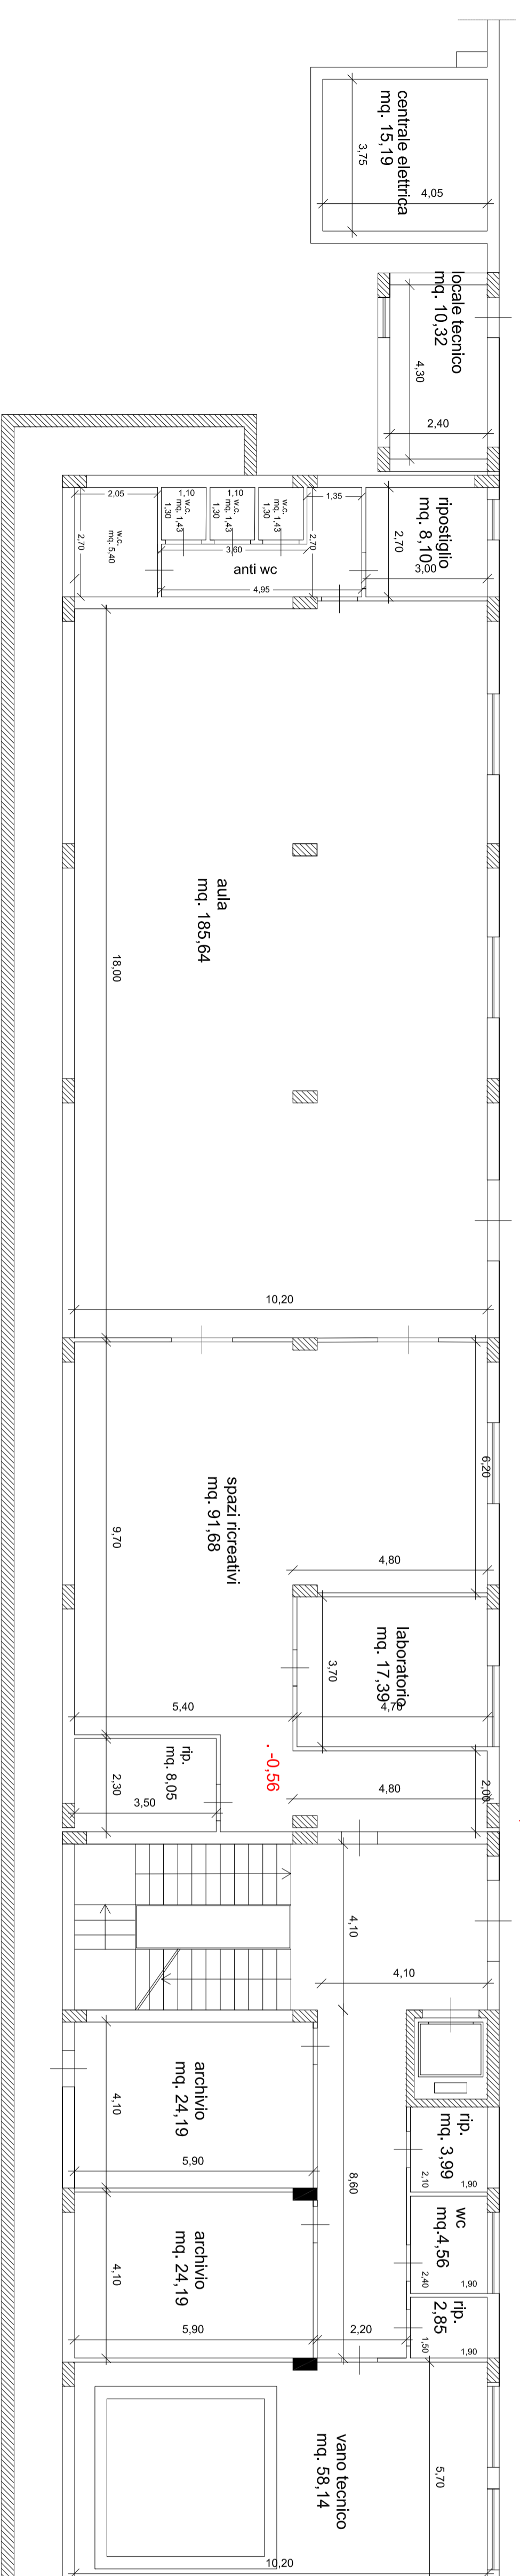 centrale elettrica
mq. 15,19
3,75
4,05
locale tecnico
mq. 10,32
4,30
2,40
ripostiglio
mq. 8,10
2,70
3,00
2,05
w.c.
mq. 5,40
2,70
1,10
w.c.
mq. 1,43
1,30
1,10
w.c.
mq. 1,43
1,30
w.c.
mq. 1,43
1,30
1,35
3,60
2,70
anti wc
4,95
aula
mq. 185,64
18,00
10,20
spazi ricreativi
mq. 91,68
9,70
6,20
4,80
laboratorio
mq. 17,39
3,70
4,70
5,40
rip.
mq. 8,05
2,30
3,50
. -0,56
4,80
2,00
4,10
4,10
archivio
mq. 24,19
4,10
5,90
8,60
rip.
mq. 3,99
2,10
1,90
wc
mq.4,56
2,40
1,90
archivio
mq. 24,19
4,10
5,90
2,20
rip.
2,85
1,50
1,90
vano tecnico
mq. 58,14
5,70
10,20